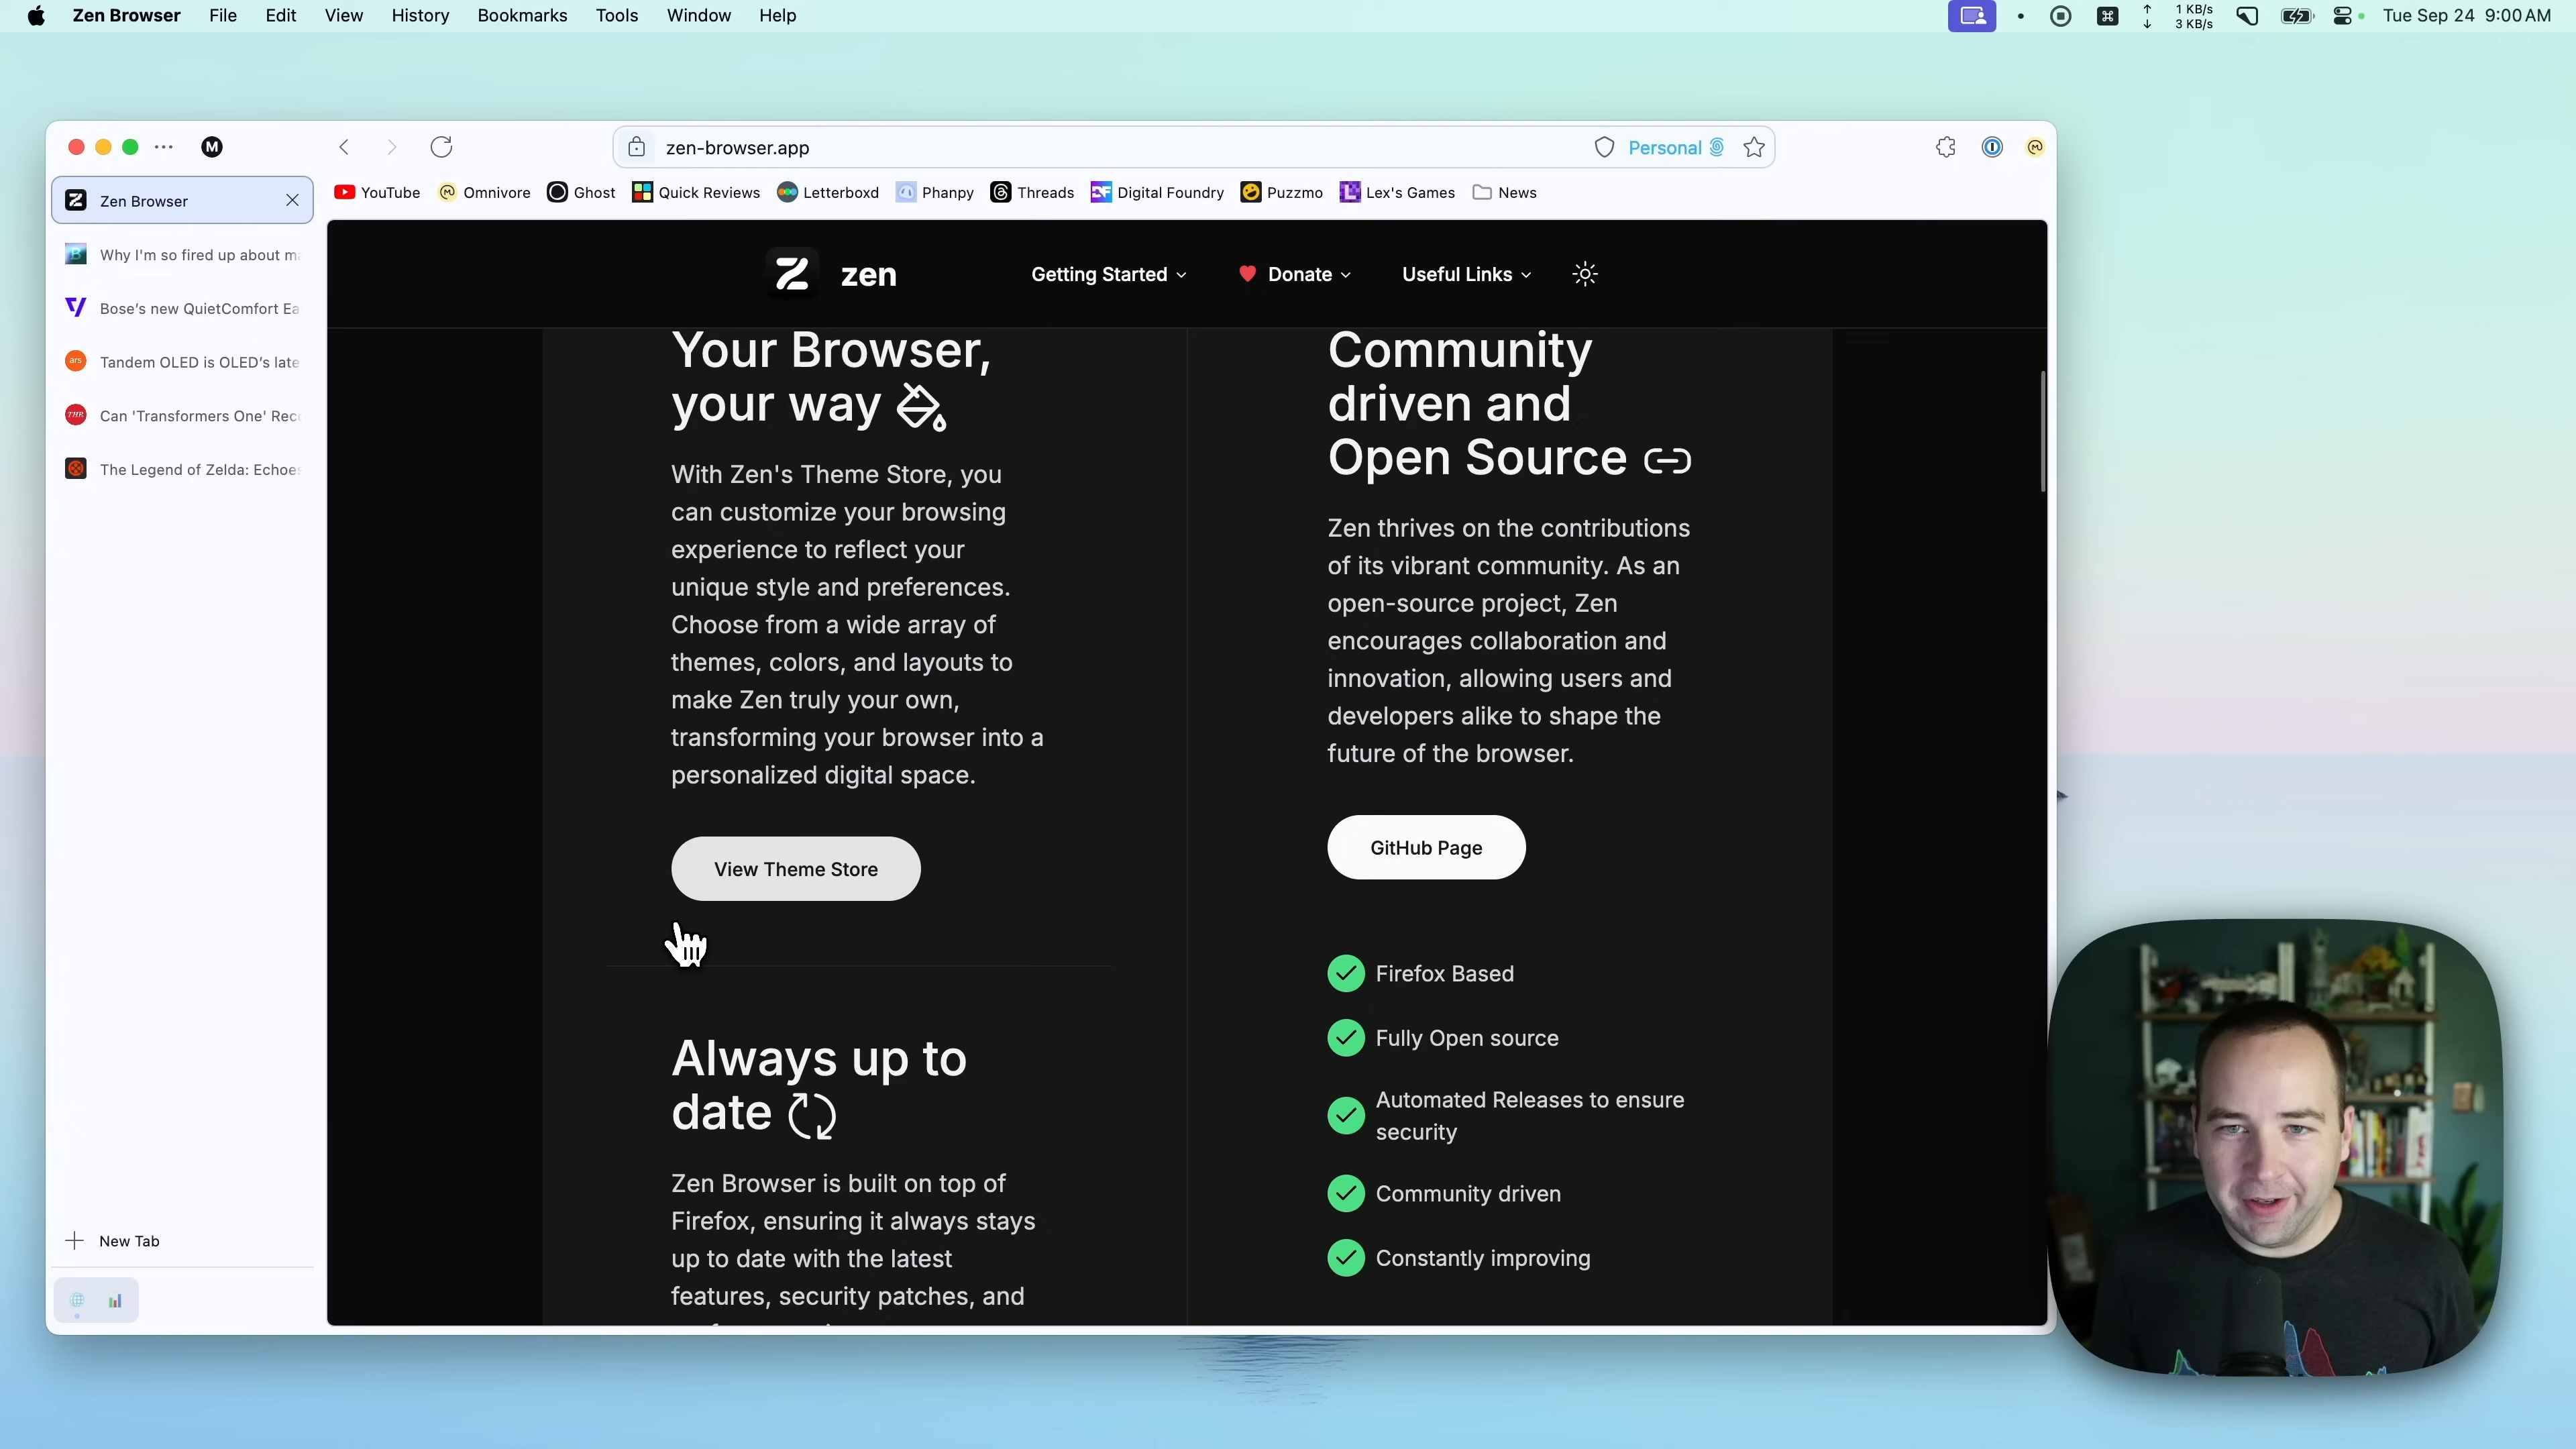 Zen Browser File Edit View History Bookmarks Tools Window Help
1 KB/s
3 KB/s
Tue Sep 24 9:00 AM
M
zen-browser.app
Personal
Zen Browser
YouTube Omnivore Ghost Quick Reviews Letterboxd Phanpy Threads Digital Foundry Puzzmo Lex's Games News
Why I'm so fired up about ma
Bose's new QuietComfort Ea
ars Tandem OLED is OLED's late
THR Can 'Transformers One' Reco
The Legend of Zelda: Echoes
New Tab
zen
Getting Started
Donate
Useful Links
Your Browser,
your way
With Zen's Theme Store, you
can customize your browsing
experience to reflect your
unique style and preferences.
Choose from a wide array of
themes, colors, and layouts to
make Zen truly your own,
transforming your browser into a
personalized digital space.
View Theme Store
Always up to
date
Zen Browser is built on top of
Firefox, ensuring it always stays
up to date with the latest
features, security patches, and
Community
driven and
Open Source
Zen thrives on the contributions
of its vibrant community. As an
open-source project, Zen
encourages collaboration and
innovation, allowing users and
developers alike to shape the
future of the browser.
GitHub Page
Firefox Based
Fully Open source
Automated Releases to ensure
security
Community driven
Constantly improving